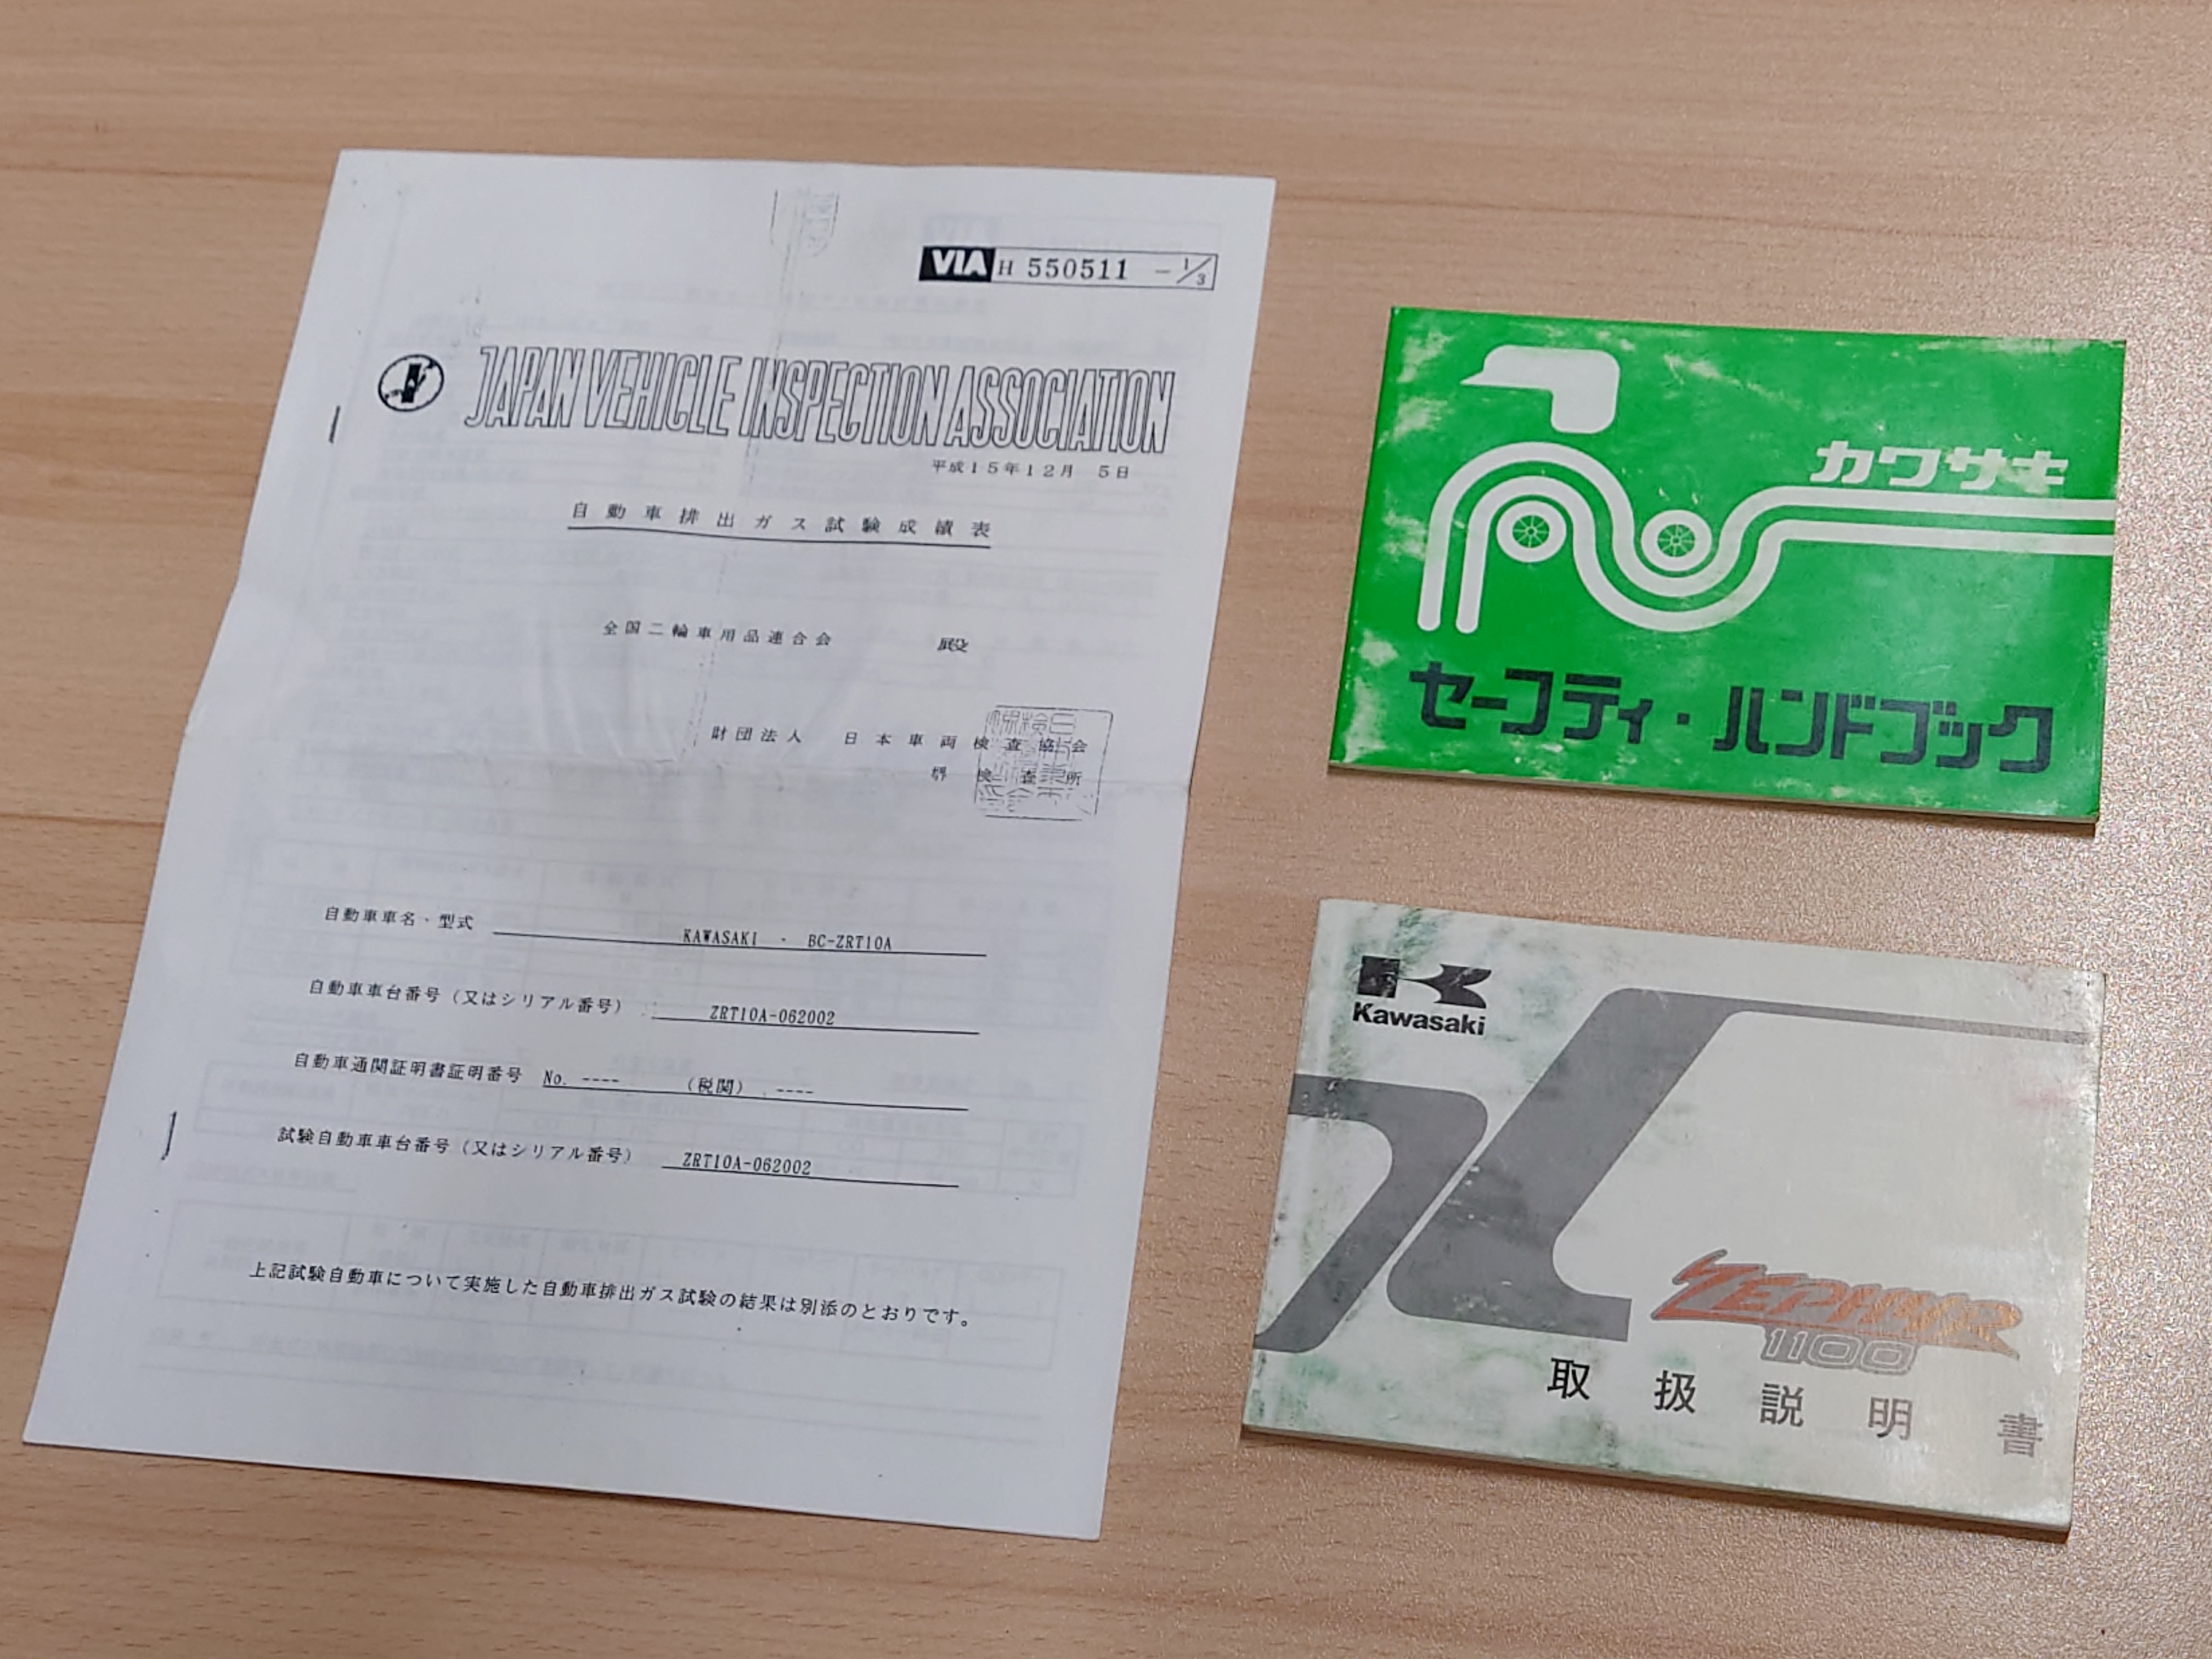 VIA H 550511 -1/3
JAPAN VEHICLE INSPECTION ASSOCIATION
平成15年12月 5日
自動車排出ガス試験成績表
全国二輪車用品連合会 殿
財団法人 日本車両検査協会
堺 検査所
自動車車名・型式 KAWASAKI ・ BC-ZRT10A
自動車車台番号(又はシリアル番号) ZRT10A-062002
自動車通関証明書証明番号 No. ---- (税関) ----
試験自動車車台番号(又はシリアル番号) ZRT10A-062002
上記試験自動車について実施した自動車排出ガス試験の結果は別添のとおりです。
カワサキ
セーフティ・ハンドブック
Kawasaki
ZEPHYR
1100
取扱説明書